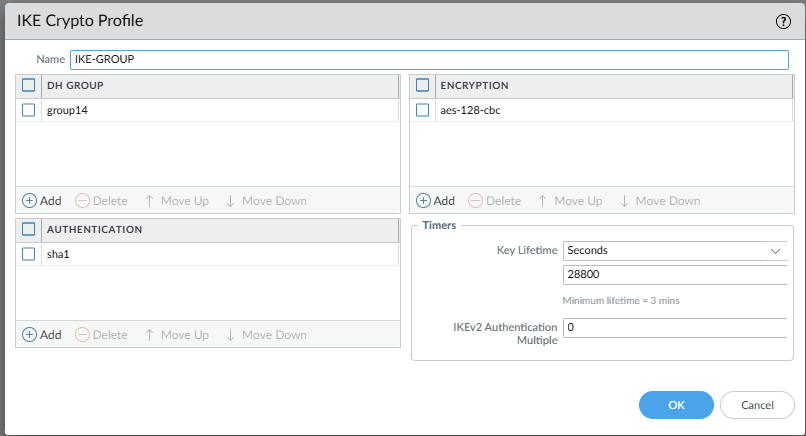 IKE Crypto Profile
Name IKE-GROUP
DH GROUP
group14
Add Delete Move Up Move Down
ENCRYPTION
aes-128-cbc
Add Delete Move Up Move Down
AUTHENTICATION
sha1
Add Delete Move Up Move Down
Timers
Key Lifetime Seconds
28800
Minimum lifetime = 3 mins
IKEv2 Authentication 0
Multiple
OK Cancel